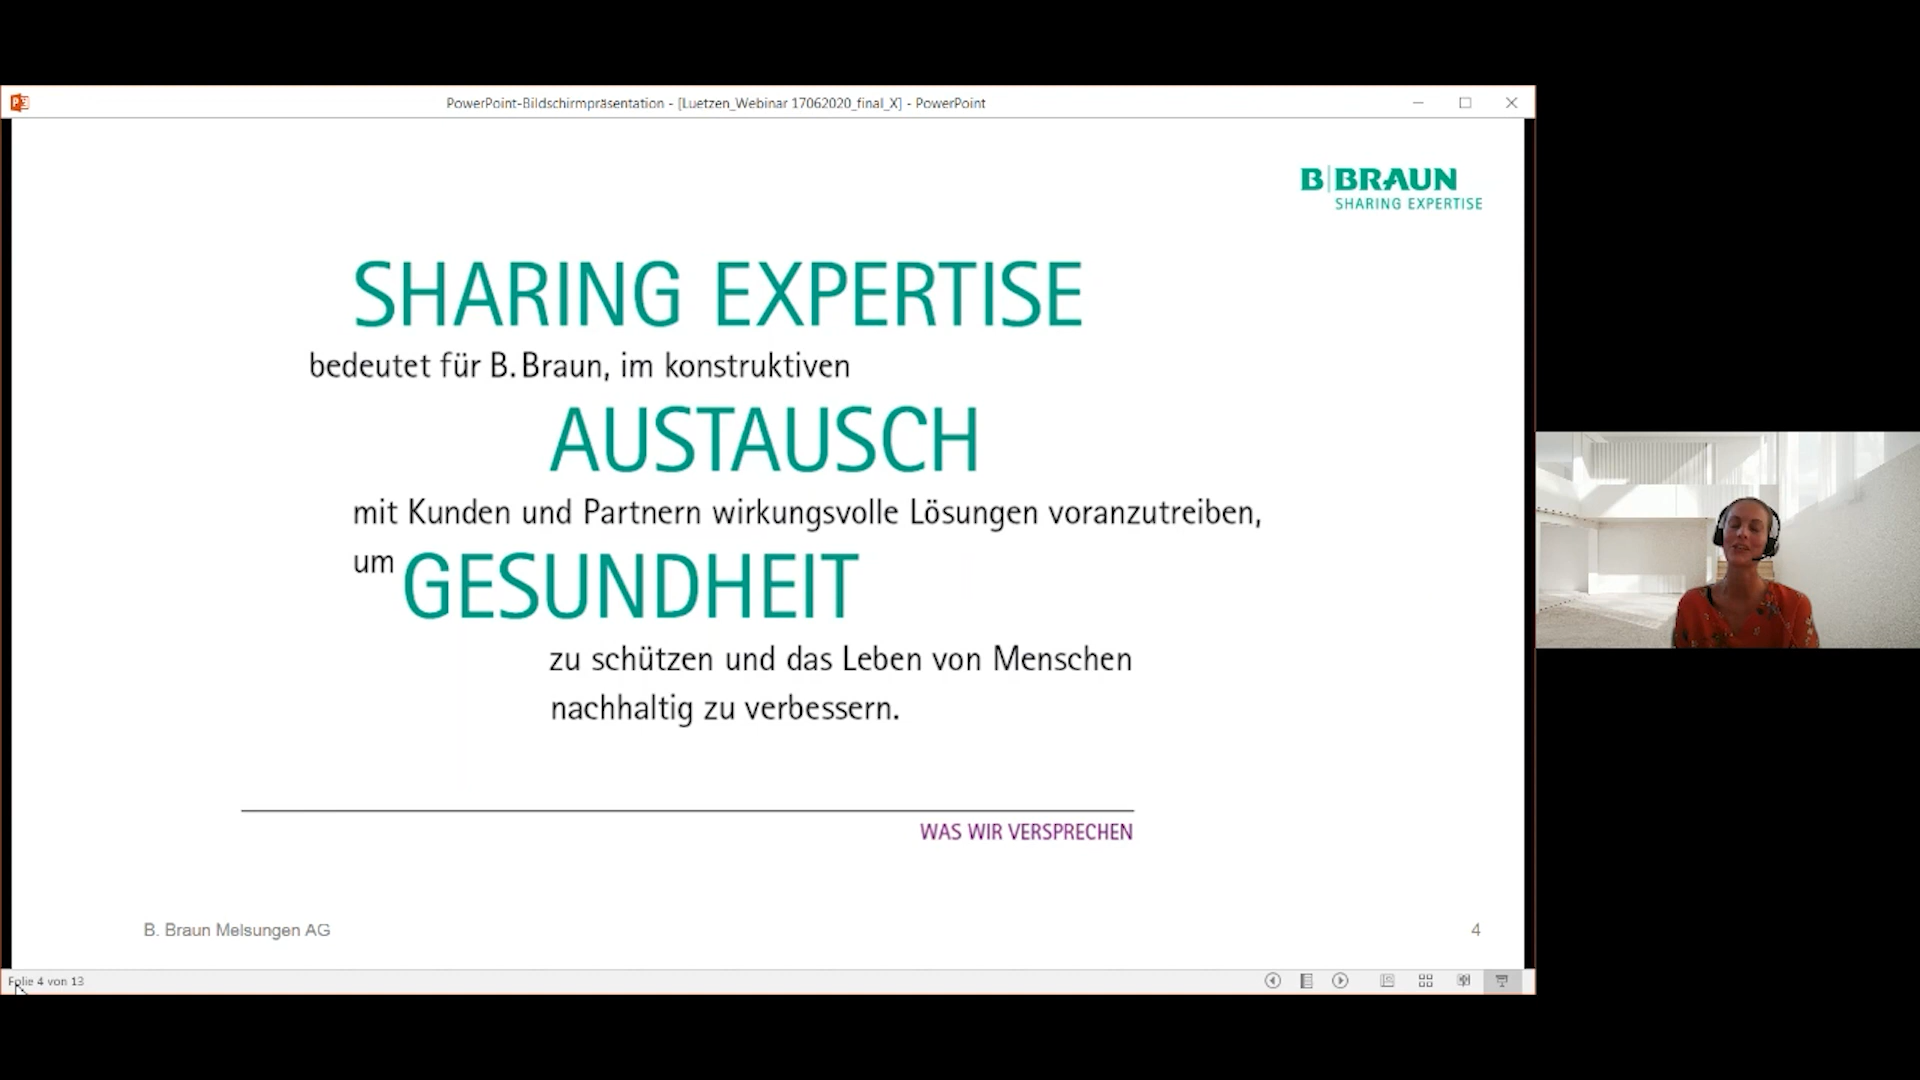 PowerPoint-Bildschirmpräsentation - [Luetzen_Webinar 17062020_final_X] - PowerPoint
B|BRAUN
SHARING EXPERTISE
SHARING EXPERTISE
bedeutet für B. Braun, im konstruktiven
AUSTAUSCH
mit Kunden und Partnern wirkungsvolle Lösungen voranzutreiben,
um GESUNDHEIT
zu schützen und das Leben von Menschen
nachhaltig zu verbessern.
WAS WIR VERSPRECHEN
B. Braun Melsungen AG
4
Folie 4 von 13